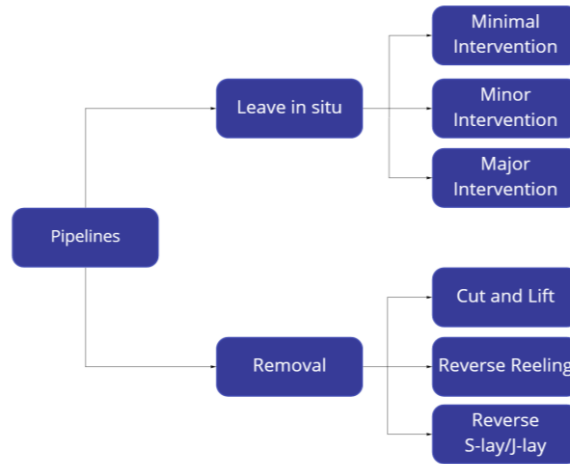 Minimal
Intervention
Leave in situ
Minor
Intervention
Major
Intervention
Pipelines
Cut and Lift
Removal
Reverse Reeling
Reverse
S-lay/J-lay